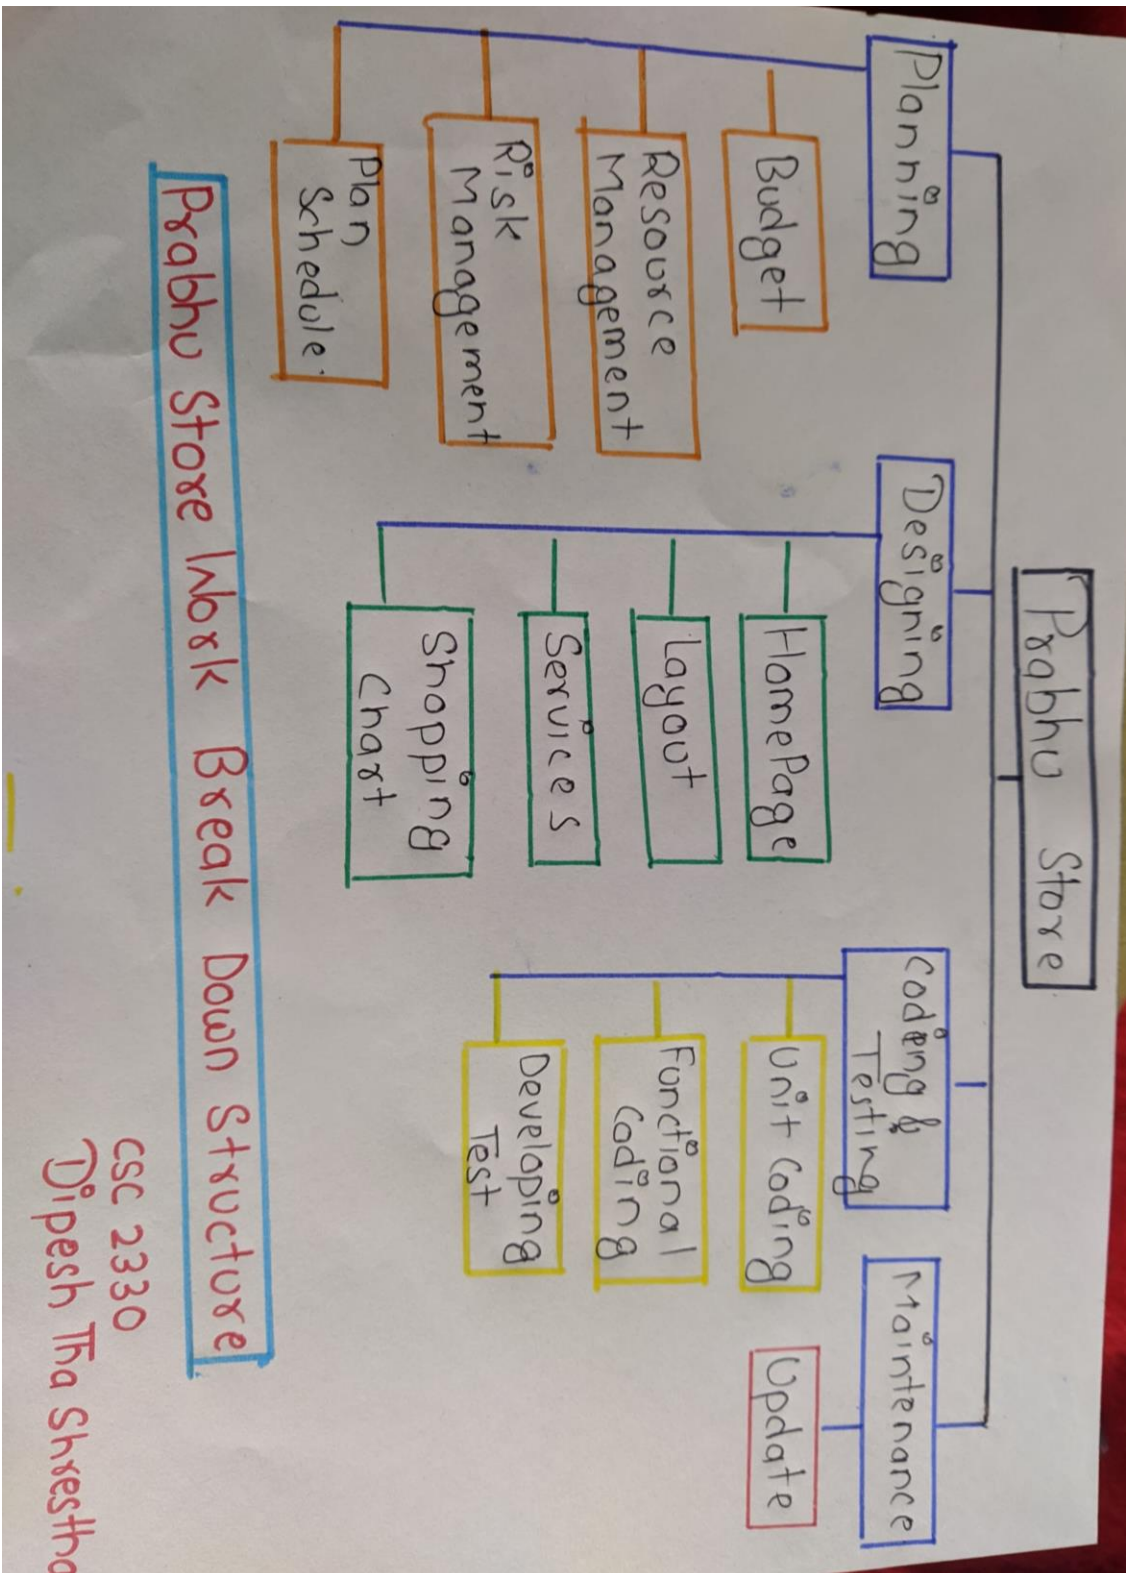 Prabhu Store
Planning
Budget
Resource
Management
Risk
Management
Plan
Schedule.
Designing
HomePage
Layout
Services
Shopping
Chart
Coding &
Testing
Unit Coding
Functional
Coding
Developing
Test
Maintenance
Update
Prabhu Store Work Break Down Structure
CSC 2330
Dipesh Tha Shrestha